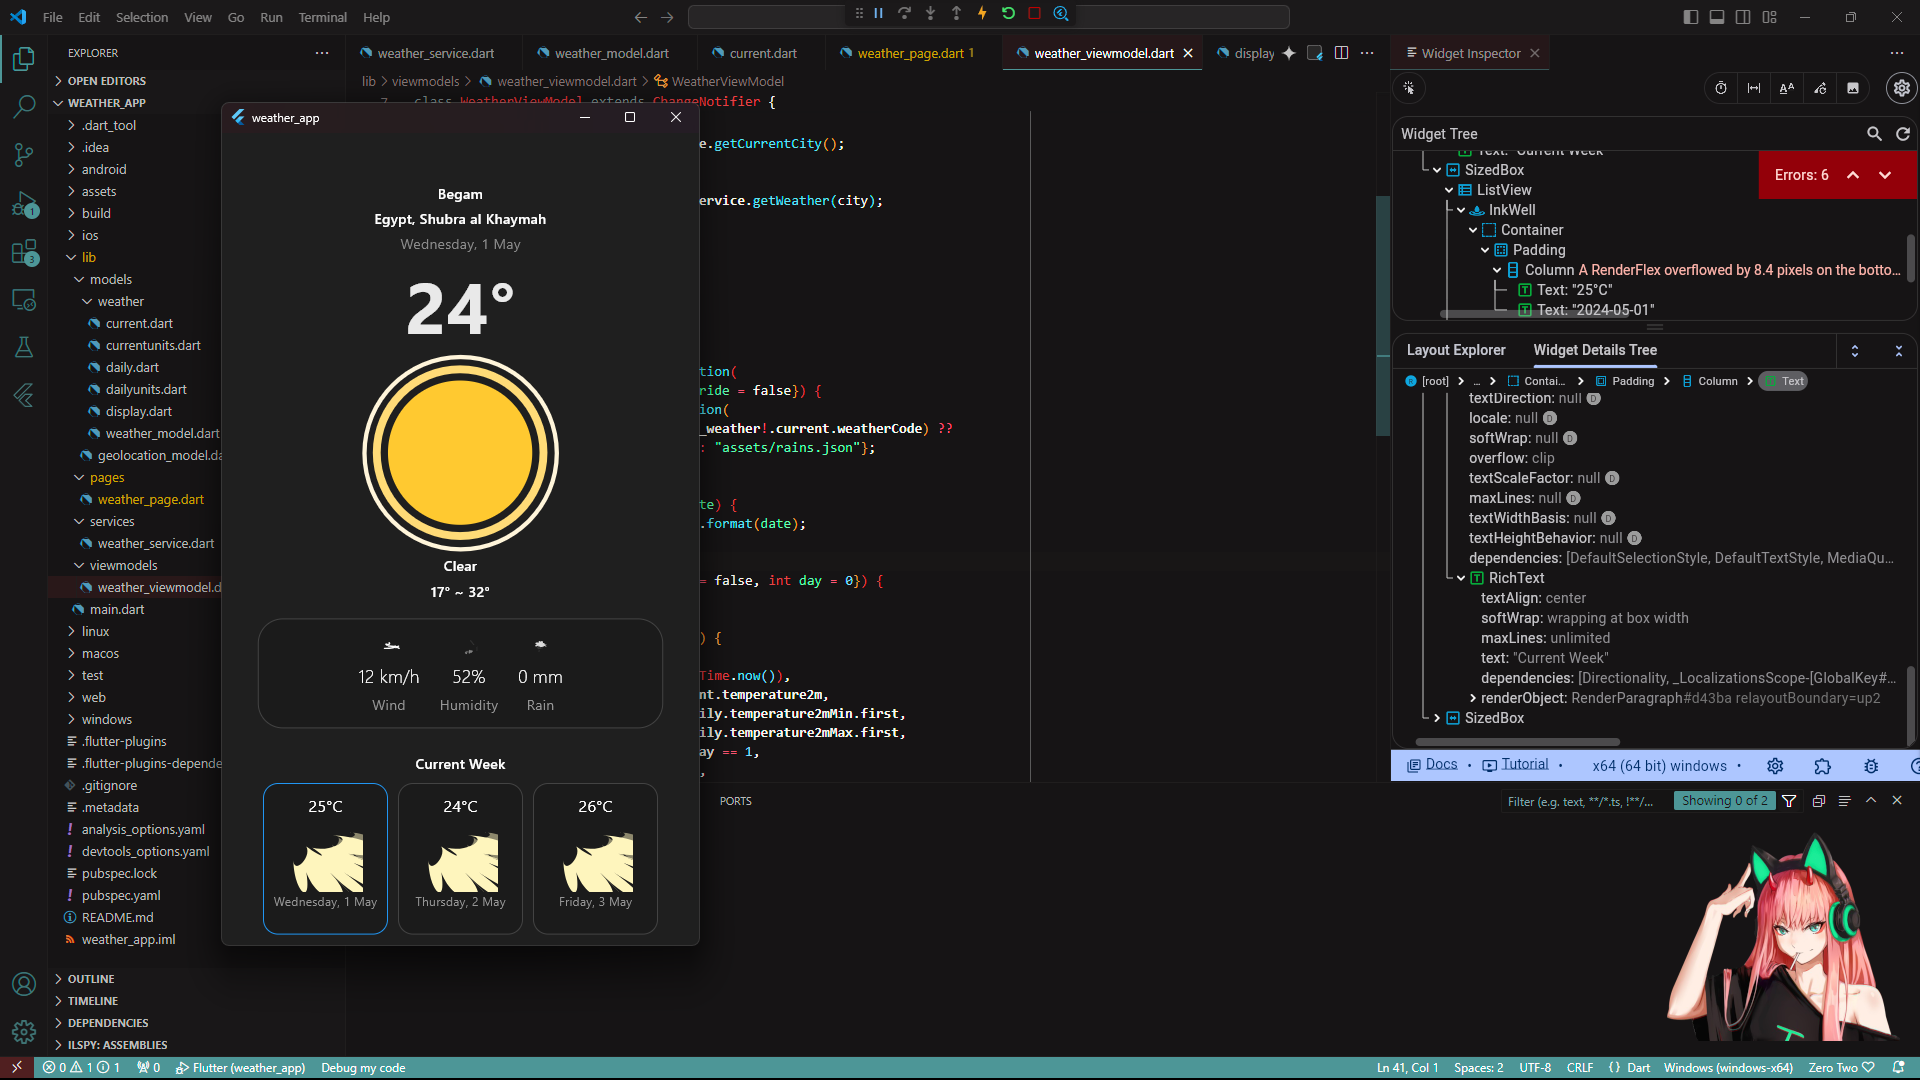 File Edit Selection View Go Run Terminal Help
EXPLORER
OPEN EDITORS
WEATHER_APP
.dart_tool
.idea
android
assets
build
ios
lib
models
weather
current.dart
currentunits.dart
daily.dart
dailyunits.dart
display.dart
weather_model.dart
geolocation_model.da
pages
weather_page.dart
services
weather_service.dart
viewmodels
weather_viewmodel.d
main.dart
linux
macos
test
web
windows
.flutter-plugins
.flutter-plugins-depende
.gitignore
.metadata
analysis_options.yaml
devtools_options.yaml
pubspec.lock
pubspec.yaml
README.md
weather_app.iml
OUTLINE
TIMELINE
DEPENDENCIES
ILSPY: ASSEMBLIES
weather_service.dart weather_model.dart current.dart weather_page.dart 1 weather_viewmodel.dart display
lib > viewmodels > weather_viewmodel.dart > WeatherViewModel
7 class WeatherViewModel extends ChangeNotifier {
e.getCurrentCity();
ervice.getWeather(city);
tion(
ride = false}) {
ion(
_weather!.current.weatherCode) ??
: "assets/rains.json"};
te) {
.format(date);
= false, int day = 0}) {
) {
Time.now()),
nt.temperature2m,
ily.temperature2mMin.first,
ily.temperature2mMax.first,
ay == 1,
,
weather_app
Begam
Egypt, Shubra al Khaymah
Wednesday, 1 May
24°
Clear
17° ~ 32°
12 km/h 52% 0 mm
Wind Humidity Rain
Current Week
25°C 24°C 26°C
Wednesday, 1 May Thursday, 2 May Friday, 3 May
PORTS
Filter (e.g. text, **/*.ts, !**/...
Showing 0 of 2
Widget Inspector
Widget Tree
Text: "Current Week"
Errors: 6
SizedBox
ListView
InkWell
Container
Padding
Column A RenderFlex overflowed by 8.4 pixels on the botto...
Text: "25°C"
Text: "2024-05-01"
Layout Explorer Widget Details Tree
[root] > ... > Contai... > Padding > Column > Text
textDirection: null D
locale: null D
softWrap: null D
overflow: clip
textScaleFactor: null D
maxLines: null D
textWidthBasis: null D
textHeightBehavior: null D
dependencies: [DefaultSelectionStyle, DefaultTextStyle, MediaQu...
RichText
textAlign: center
softWrap: wrapping at box width
maxLines: unlimited
text: "Current Week"
dependencies: [Directionality, _LocalizationsScope-[GlobalKey#...
renderObject: RenderParagraph#d43ba relayoutBoundary=up2
SizedBox
Docs • Tutorial • x64 (64 bit) windows •
0 1 1 0 Flutter (weather_app) Debug my code
Ln 41, Col 1 Spaces: 2 UTF-8 CRLF {} Dart Windows (windows-x64) Zero Two